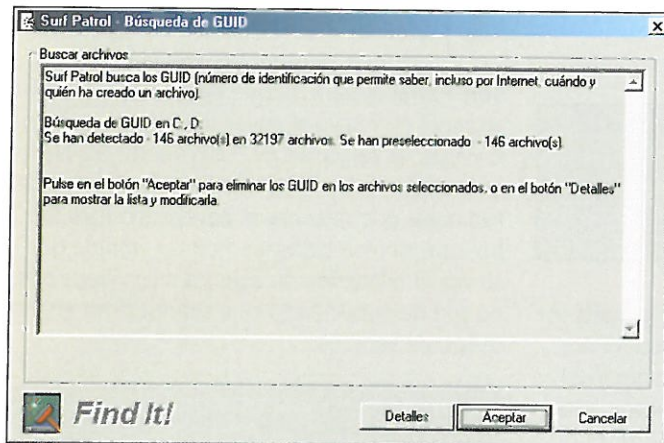 Surf Patrol - Búsqueda de GUID
Buscar archivos
Surf Patrol busca los GUID (número de identificación que permite saber, incluso por Internet, cuándo y
quién ha creado un archivo).
Búsqueda de GUID en C:, D:
Se han detectado - 146 archivo(s) en 32197 archivos. Se han preseleccionado - 146 archivo(s)
Pulse en el botón "Aceptar" para eliminar los GUID en los archivos seleccionados, o en el botón "Detalles"
para mostrar la lista y modificarla.
Find It!
Detalles
Aceptar
Cancelar